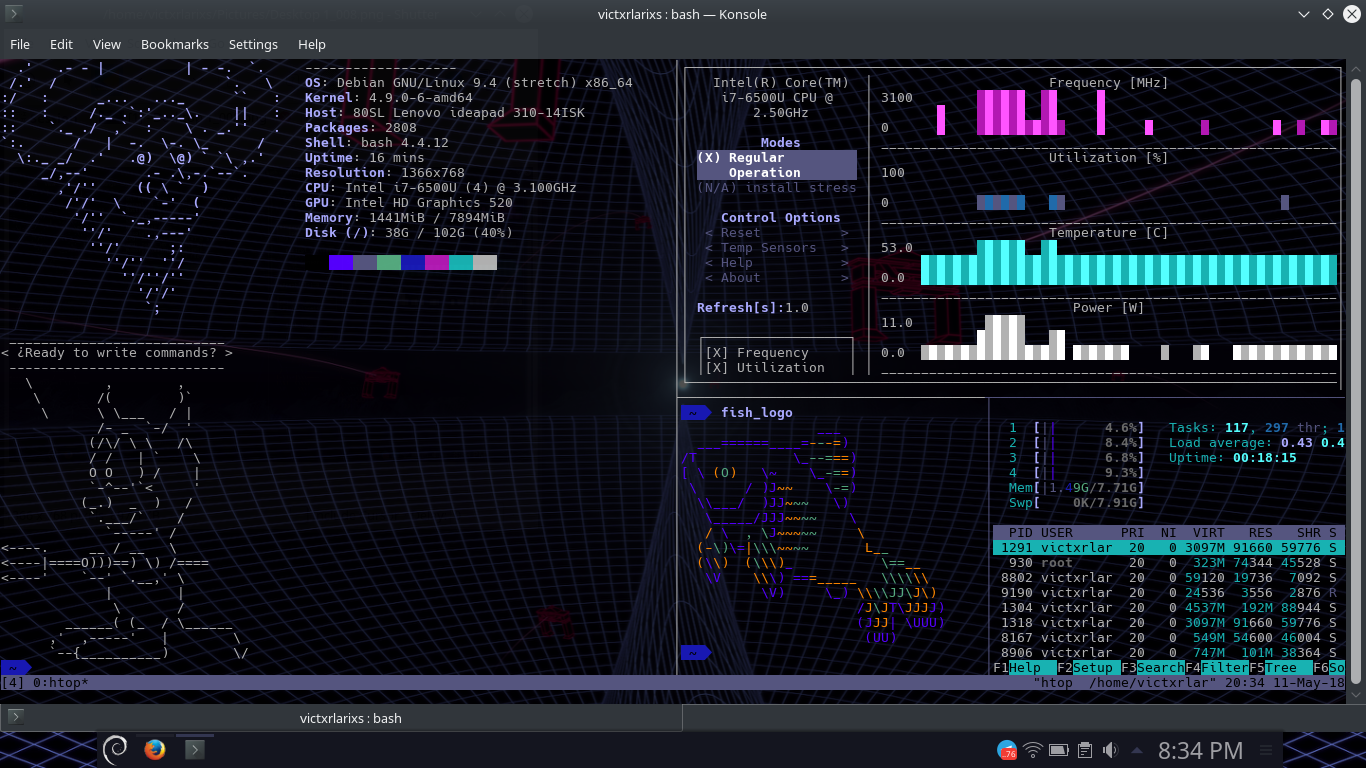 victxrlarixs : bash — Konsole
File Edit View Bookmarks Settings Help
OS: Debian GNU/Linux 9.4 (stretch) x86_64
Kernel: 4.9.0-6-amd64
Host: 80SL Lenovo ideapad 310-14ISK
Packages: 2808
Shell: bash 4.4.12
Uptime: 16 mins
Resolution: 1366x768
CPU: Intel i7-6500U (4) @ 3.100GHz
GPU: Intel HD Graphics 520
Memory: 1441MiB / 7894MiB
Disk (/): 38G / 102G (40%)
< ¿Ready to write commands? >
~
Intel(R) Core(TM)
i7-6500U CPU @
2.50GHz
Modes
(X) Regular
Operation
(N/A) install stress
Control Options
< Reset >
< Temp Sensors >
< Help >
< About >
Refresh[s]:1.0
[X] Frequency
[X] Utilization
Frequency [MHz]
3100
0
Utilization [%]
100
0
Temperature [C]
53.0
0.0
Power [W]
11.0
0.0
~ fish_logo
~
1 [|| 4.6%] Tasks: 117, 297 thr; 1
2 [|| 8.4%] Load average: 0.43 0.4
3 [|| 6.8%] Uptime: 00:18:15
4 [|| 9.3%]
Mem[|1.49G/7.71G]
Swp[ 0K/7.91G]
PID USER PRI NI VIRT RES SHR S
1291 victxrlar 20 0 3097M 91660 59776 S
930 root 20 0 323M 74344 45528 S
8802 victxrlar 20 0 59120 19736 7092 S
9190 victxrlar 20 0 24536 3556 2876 R
1304 victxrlar 20 0 4537M 192M 88944 S
1318 victxrlar 20 0 3097M 91660 59776 S
8167 victxrlar 20 0 549M 54600 46004 S
8906 victxrlar 20 0 747M 101M 38364 S
F1Help F2Setup F3SearchF4FilterF5Tree F6So
[4] 0:htop* "htop /home/victxrlar" 20:34 11-May-18
victxrlarixs : bash
..76
8:34 PM